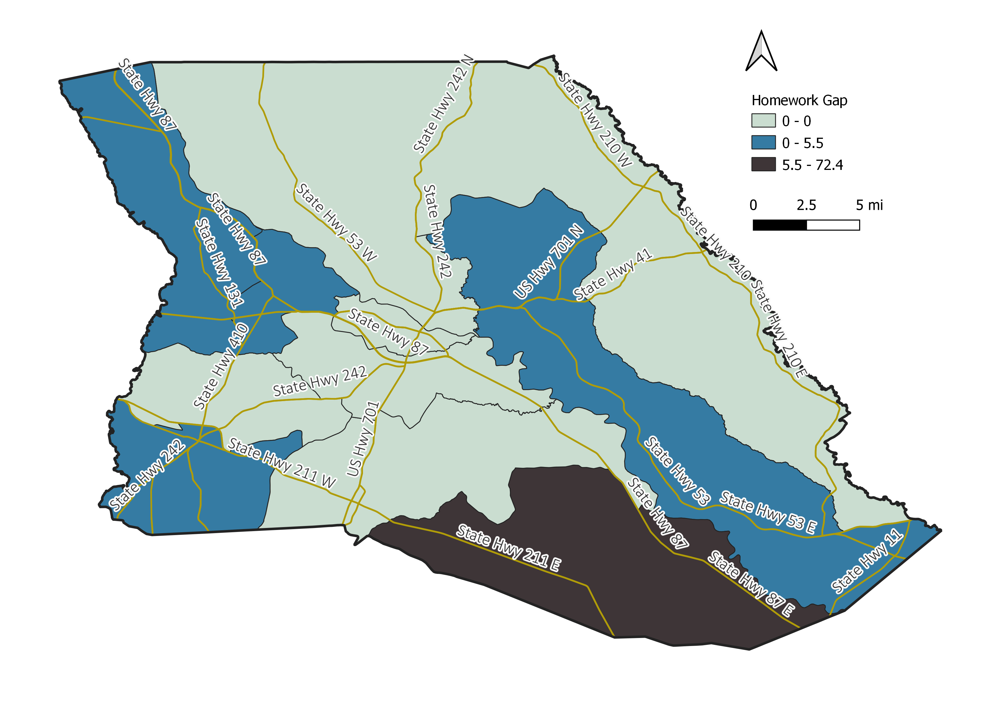 State Hwy 87
State Hwy 242 N
State Hwy 210 W
Homework Gap
0 - 0
0 - 5.5
5.5 - 72.4
0 2.5 5 mi
State Hwy 53 W
State Hwy 242
State Hwy 87
State Hwy 131
US Hwy 701 N
State Hwy 41
State Hwy 210
State Hwy 210 E
State Hwy 87
State Hwy 410
State Hwy 242
US Hwy 701
State Hwy 242
State Hwy 211 W
State Hwy 53
State Hwy 53 E
State Hwy 87
State Hwy 211 E
State Hwy 11
State Hwy 87 E